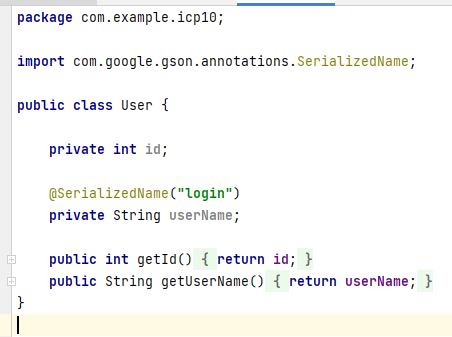 package com.example.icp10;
import com.google.gson.annotations.SerializedName;
public class User {
private int id;
@SerializedName("login")
private String userName;
public int getId() { return id; }
public String getUserName() { return userName; }
}